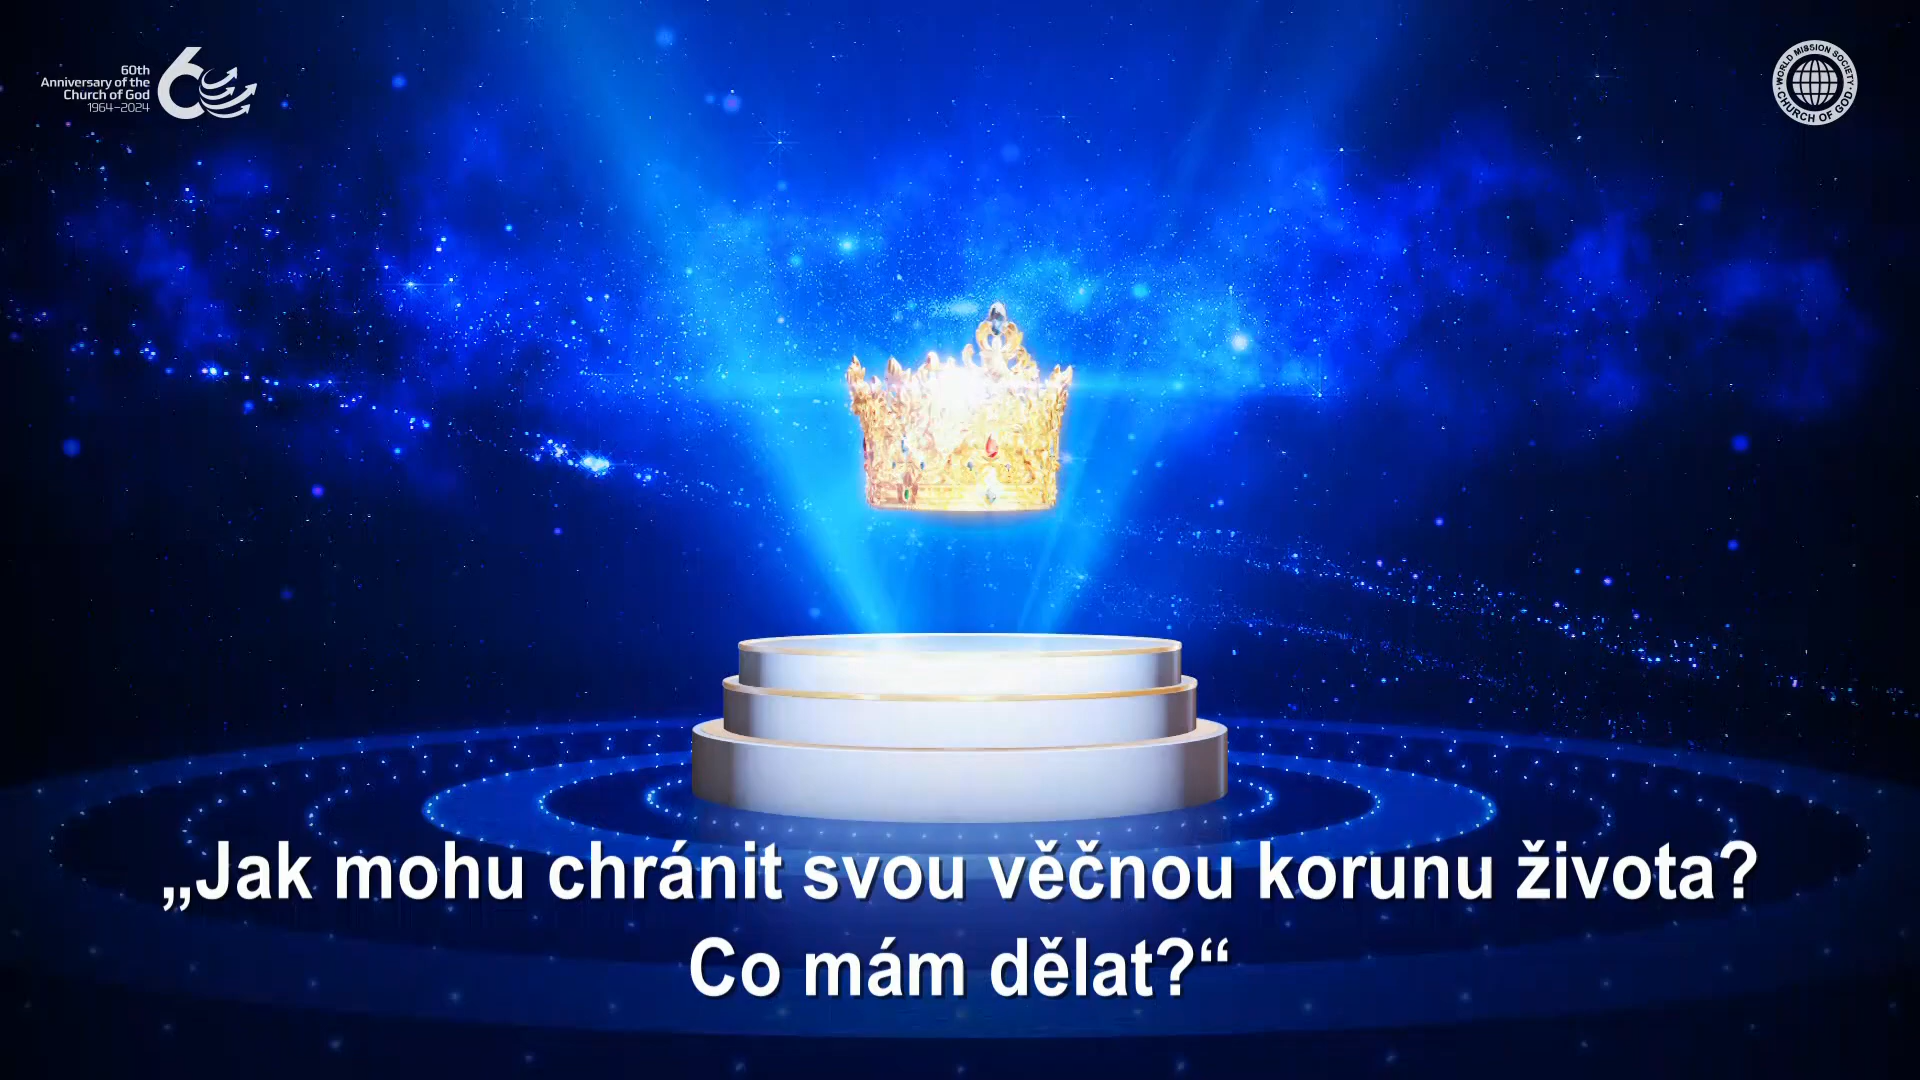 60th
Anniversary of the
Church of God
1964–2024
60
WORLD MISSION SOCIETY
CHURCH OF GOD
„Jak mohu chránit svou věčnou korunu života?
Co mám dělat?“